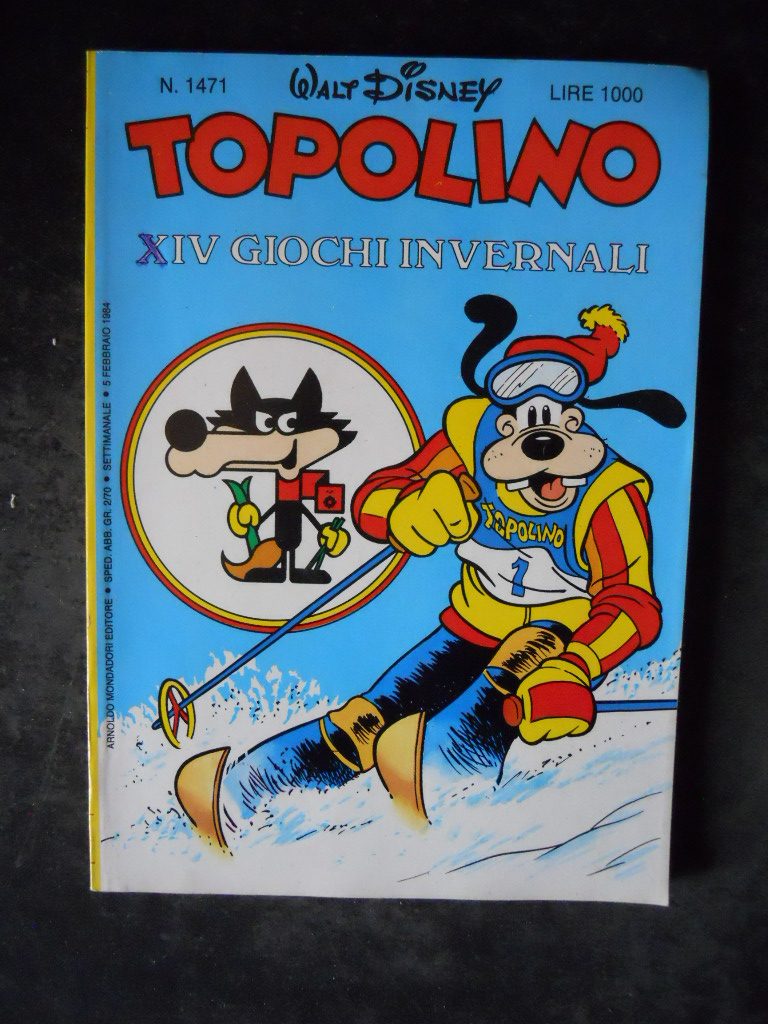 N. 1471
WALT DISNEY
LIRE 1000
TOPOLINO
XIV GIOCHI INVERNALI
ARNOLDO MONDADORI EDITORE • SPED. ABB. GR. 2/70 • SETTIMANALE • 5 FEBBRAIO 1984
TOPOLINO
1